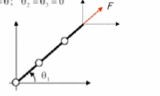 θ; θ₂ = θ₃ = 0
F
θ₁